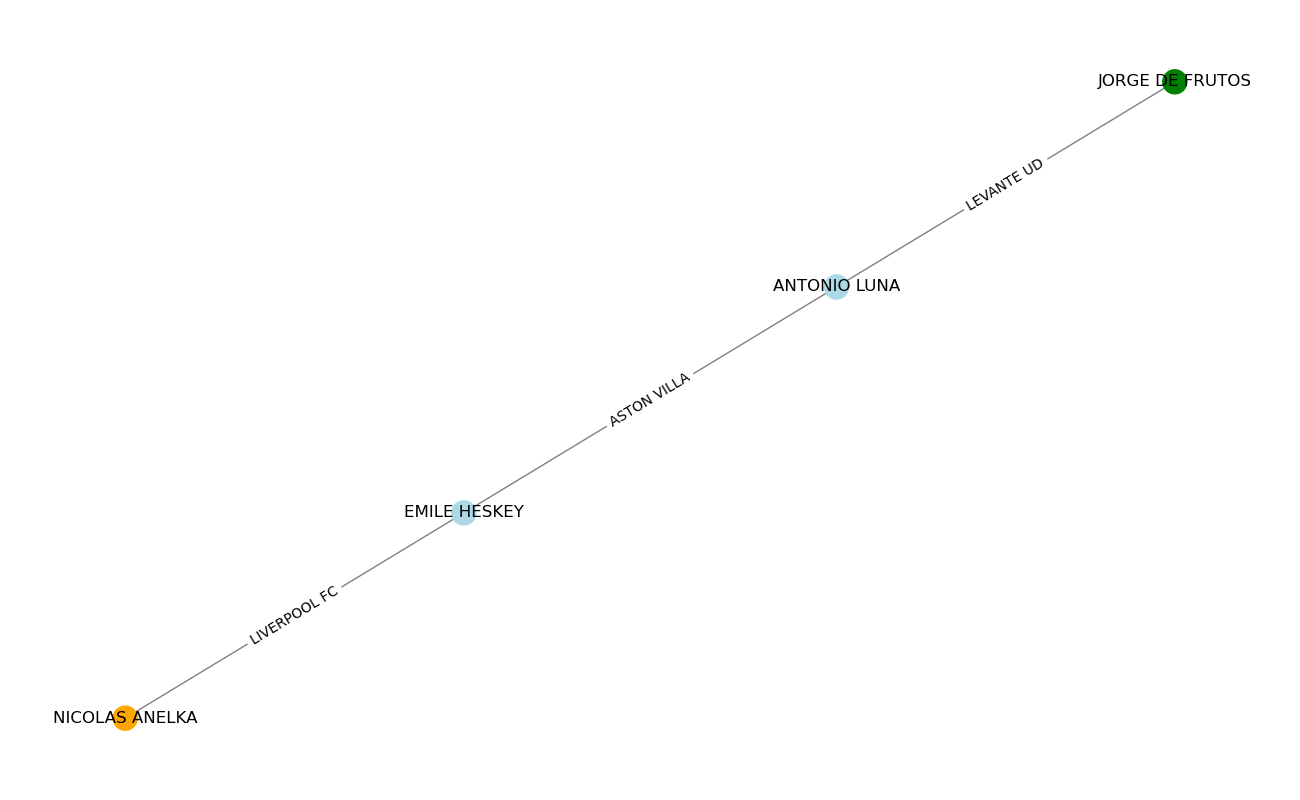 JORGE DE FRUTOS
LEVANTE UD
ANTONIO LUNA
ASTON VILLA
EMILE HESKEY
LIVERPOOL FC
NICOLAS ANELKA